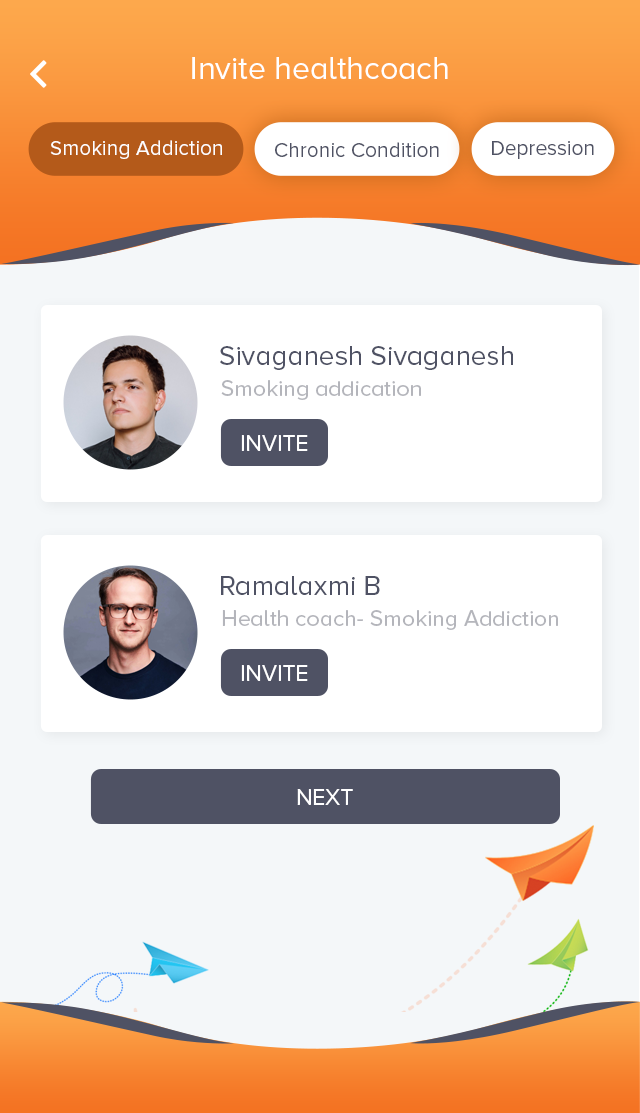 Invite healthcoach
Smoking Addiction
Chronic Condition
Depression
Sivaganesh Sivaganesh
Smoking addication
INVITE
Ramalaxmi B
Health coach- Smoking Addiction
INVITE
NEXT